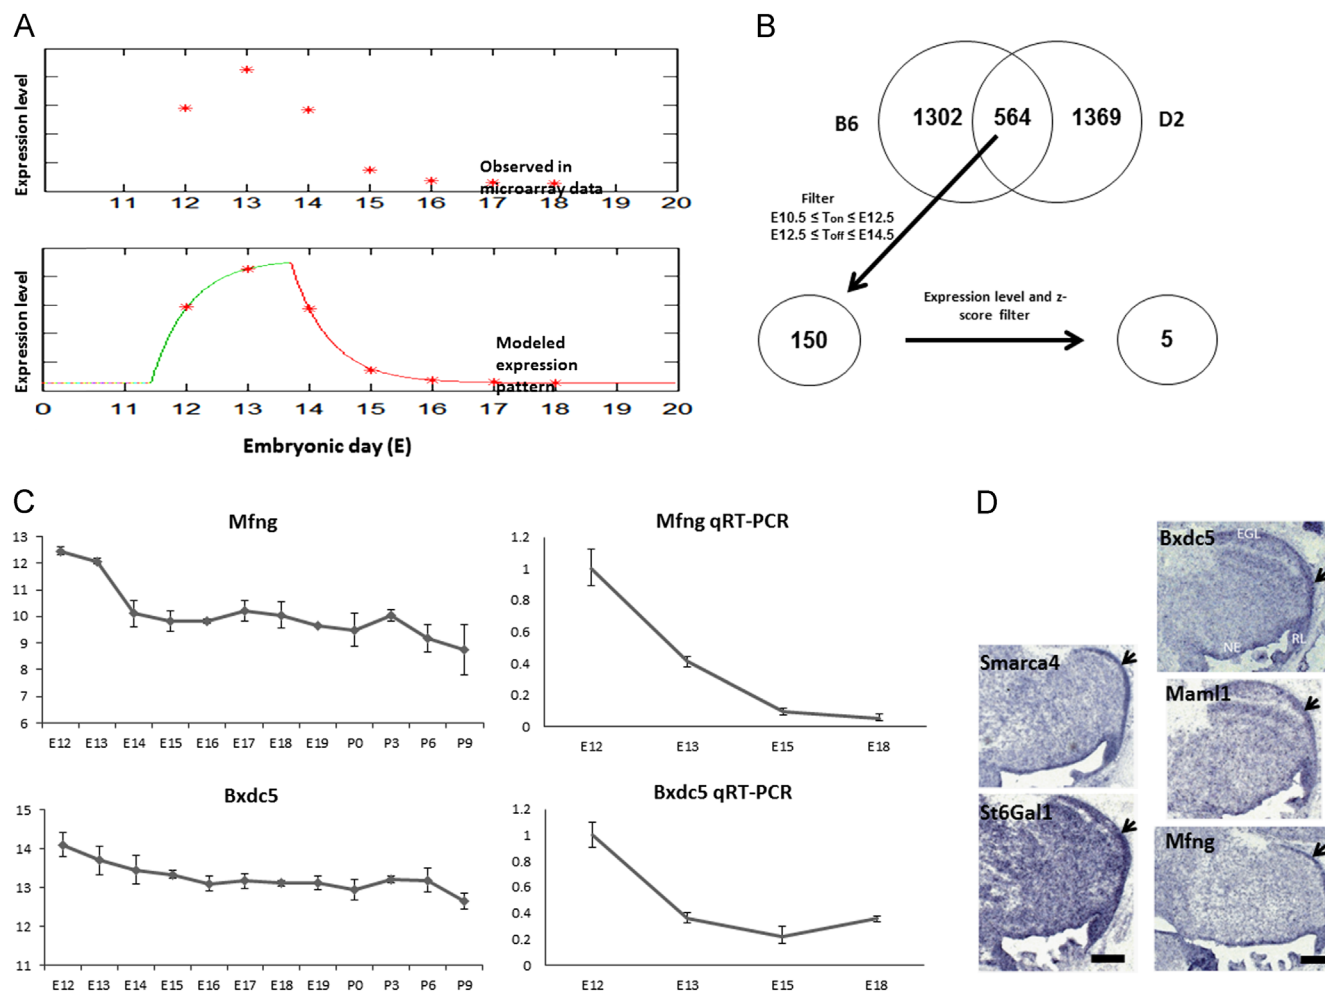 A
Expression level
Observed in
microarray data
11 12 13 14 15 16 17 18 19 20
Expression level
Modeled
expression
pattern
0 11 12 13 14 15 16 17 18 19 20
Embryonic day (E)
B
B6
1302
564
1369
D2
Filter
E10.5 ≤ Ton ≤ E12.5
E12.5 ≤ Toff ≤ E14.5
150
Expression level and z-
score filter
5
C
Mfng
13
12
11
10
9
8
7
6
E12 E13 E14 E15 E16 E17 E18 E19 P0 P3 P6 P9
Mfng qRT-PCR
1.2
1
0.8
0.6
0.4
0.2
0
E12 E13 E15 E18
Bxdc5
15
14
13
12
11
E12 E13 E14 E15 E16 E17 E18 E19 P0 P3 P6 P9
Bxdc5 qRT-PCR
1.2
1
0.8
0.6
0.4
0.2
0
E12 E13 E15 E18
D
Bxdc5
EGL
NE
RL
Smarca4
Maml1
St6Gal1
Mfng